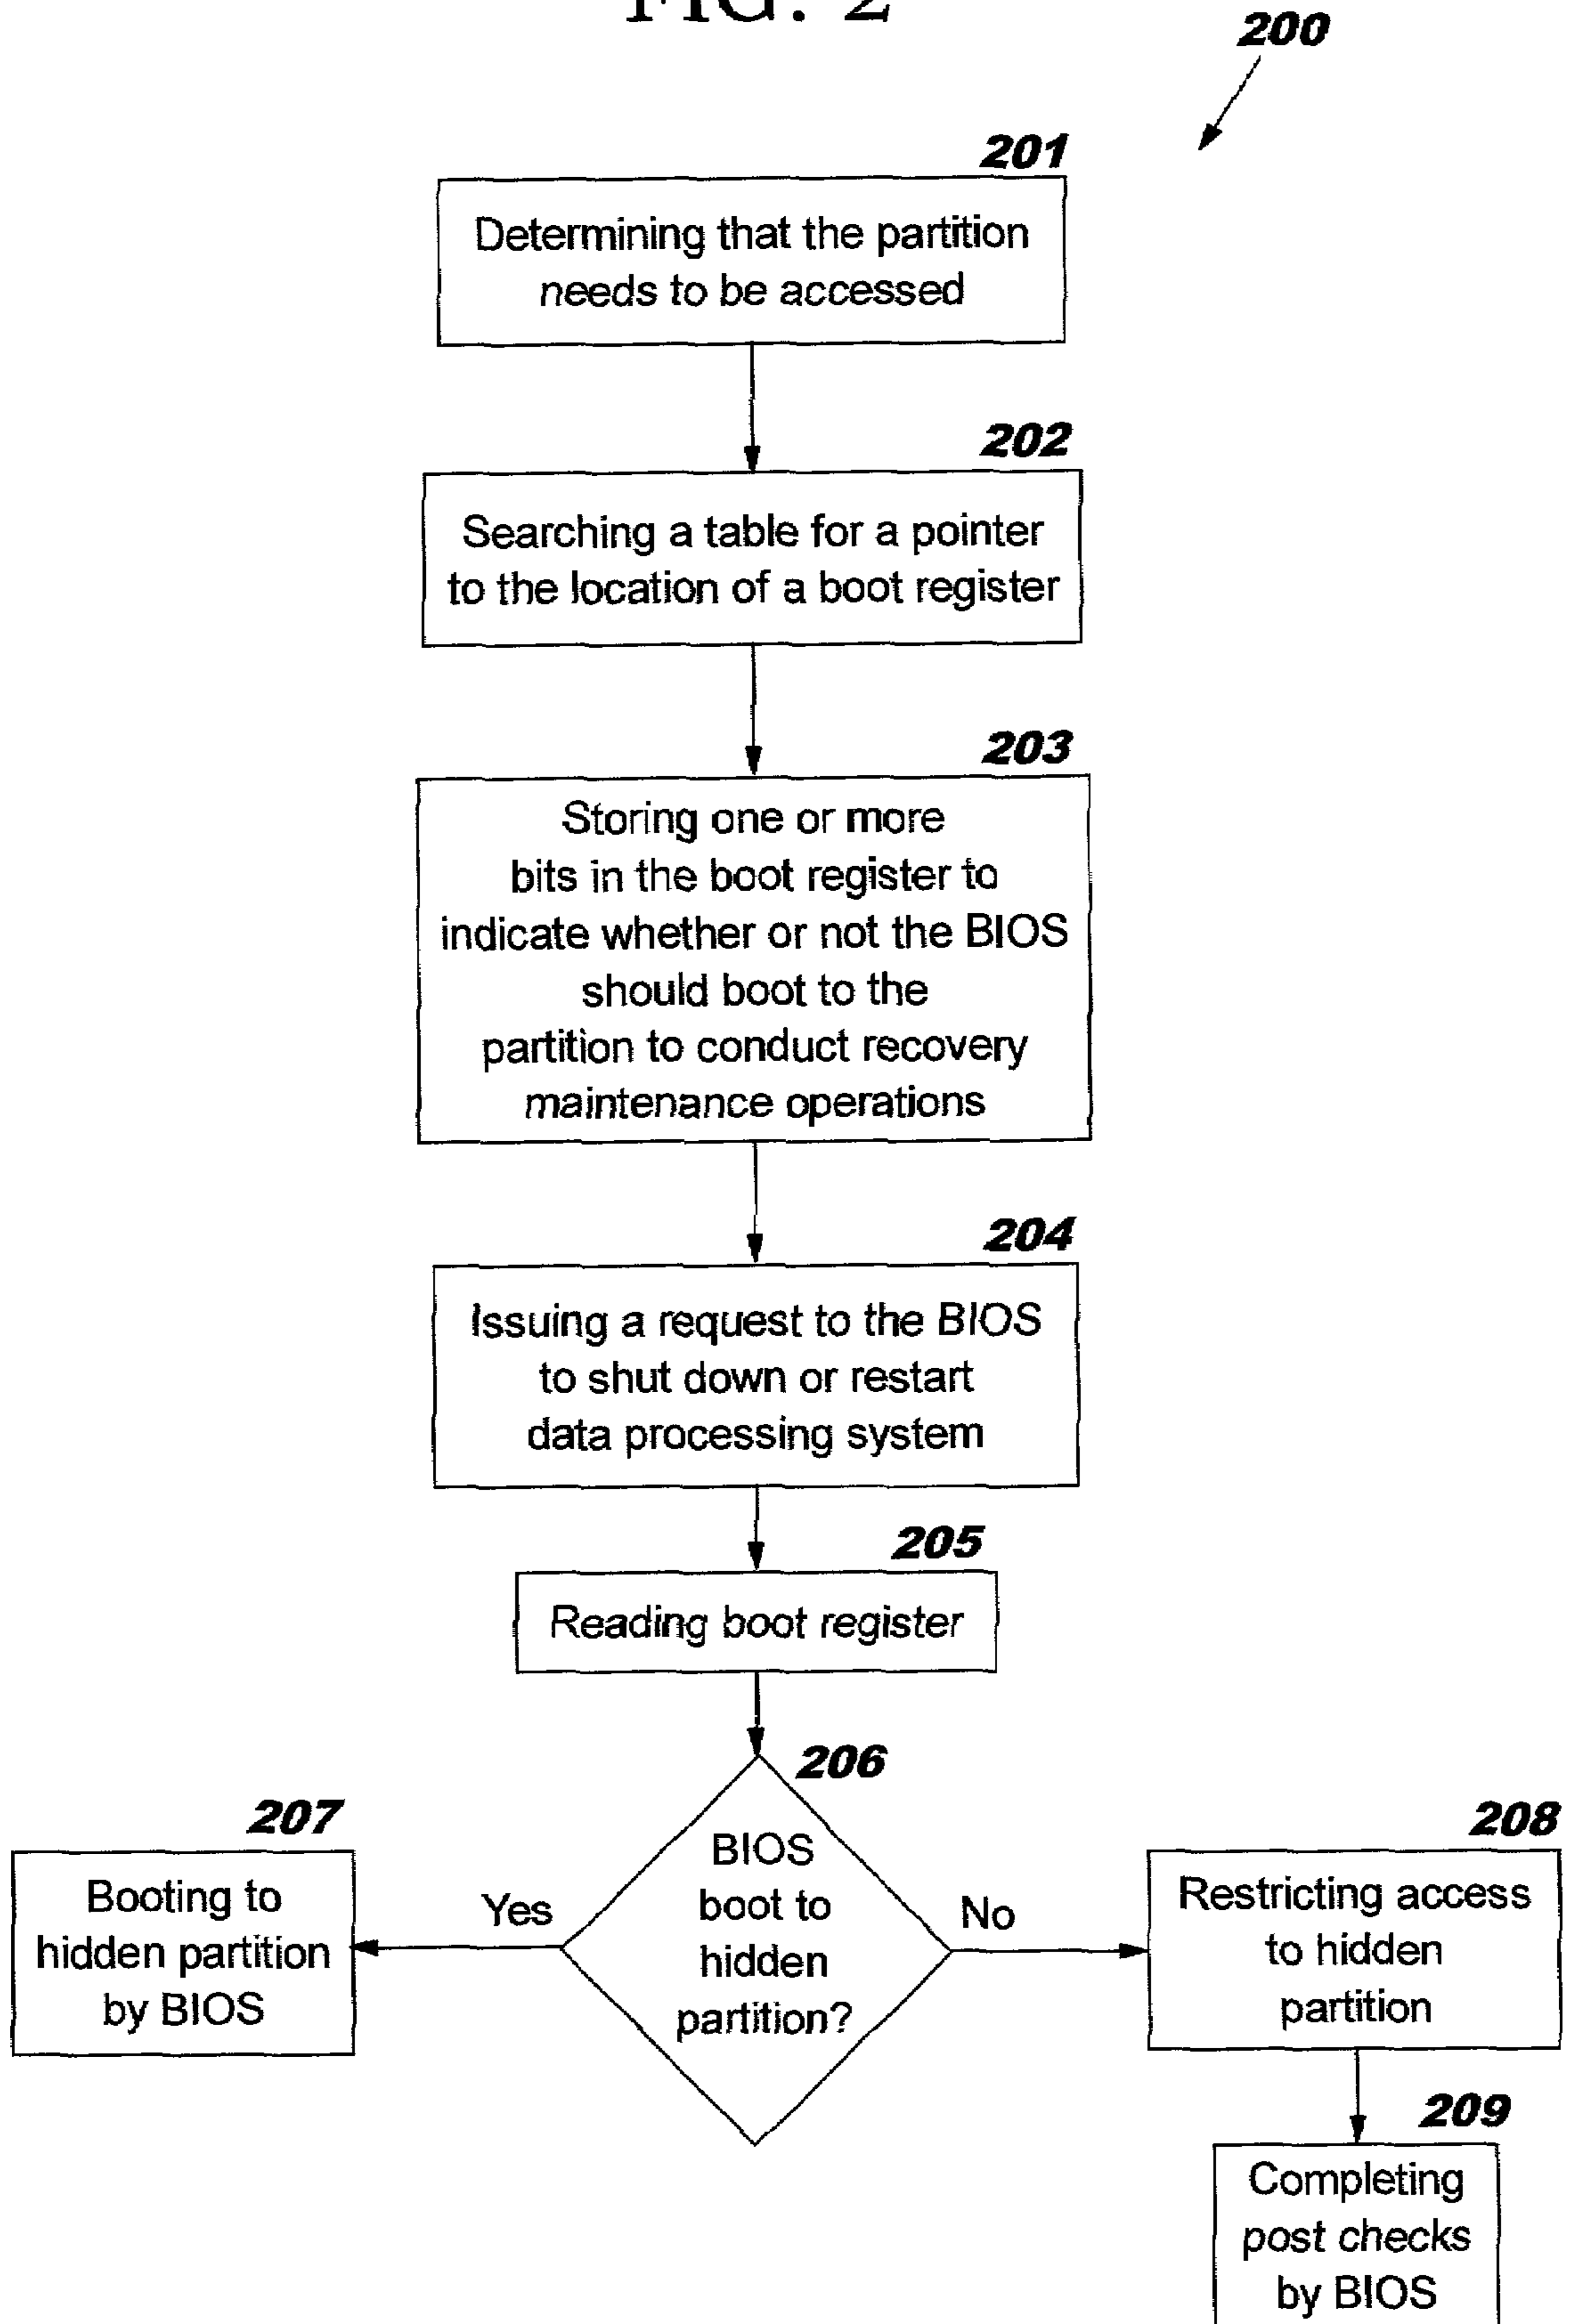 FIG. 2
200
201
Determining that the partition
needs to be accessed
202
Searching a table for a pointer
to the location of a boot register
203
Storing one or more
bits in the boot register to
indicate whether or not the BIOS
should boot to the
partition to conduct recovery
maintenance operations
204
Issuing a request to the BIOS
to shut down or restart
data processing system
205
Reading boot register
206
BIOS
boot to
hidden
partition?
Yes
No
207
Booting to
hidden partition
by BIOS
208
Restricting access
to hidden
partition
209
Completing
post checks
by BIOS